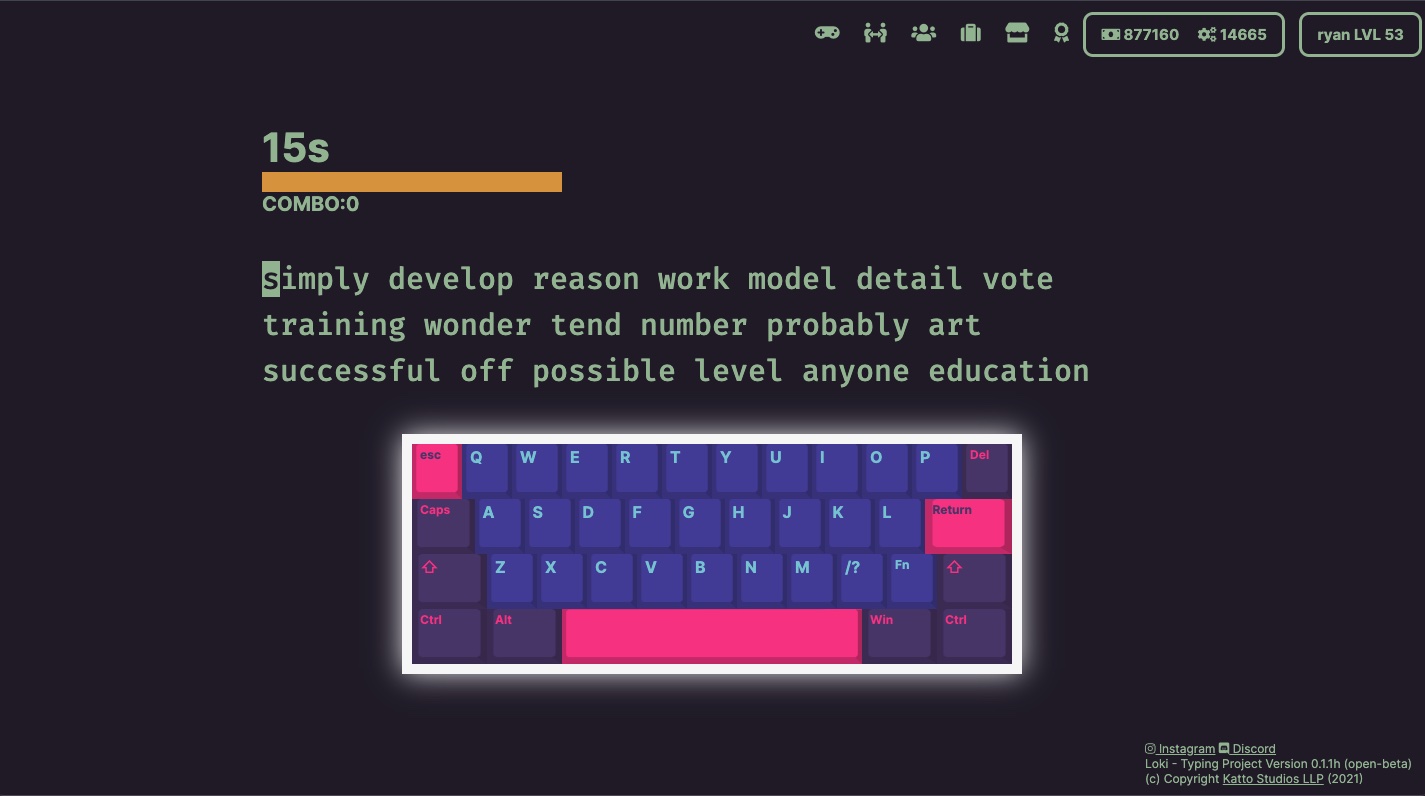 877160 14665 ryan LVL 53
15s
COMBO:0
simply develop reason work model detail vote
training wonder tend number probably art
successful off possible level anyone education
esc Q W E R T Y U I O P Del
Caps A S D F G H J K L Return
Z X C V B N M /? Fn
Ctrl Alt Win Ctrl
Instagram Discord
Loki - Typing Project Version 0.1.1h (open-beta)
(c) Copyright Katto Studios LLP (2021)